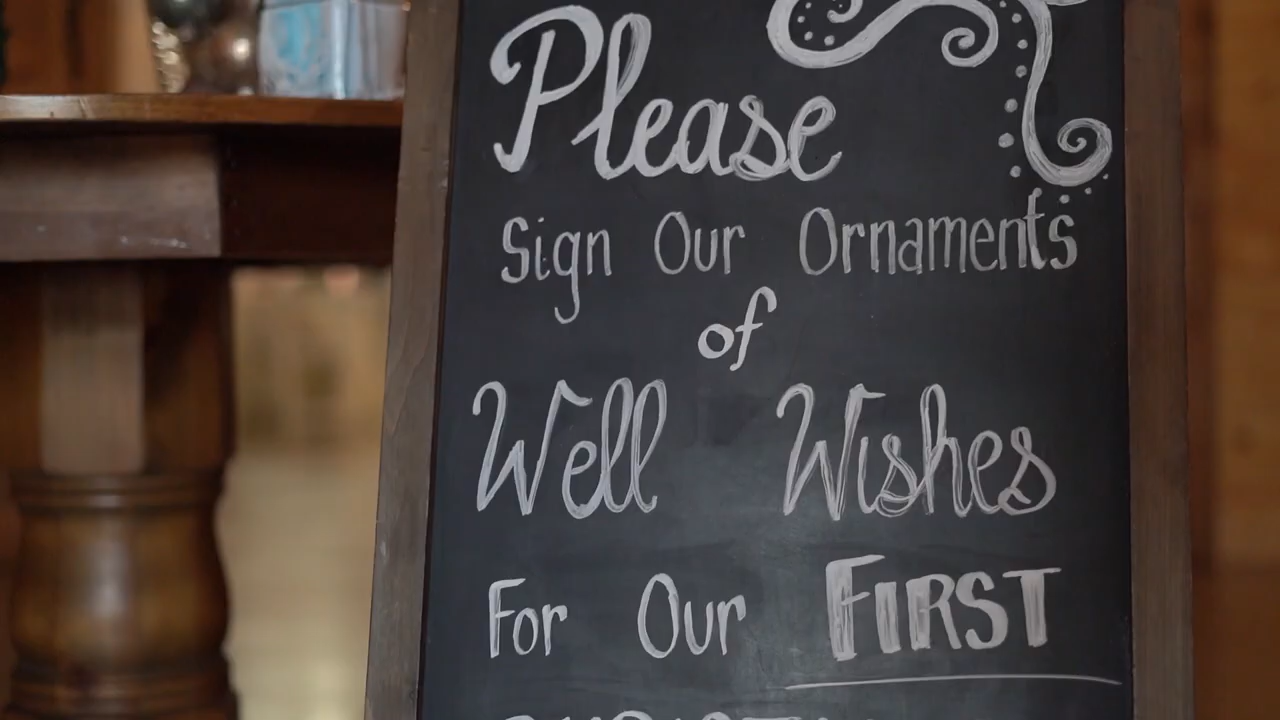 Please
Sign Our Ornaments
of
Well Wishes
For Our FIRST